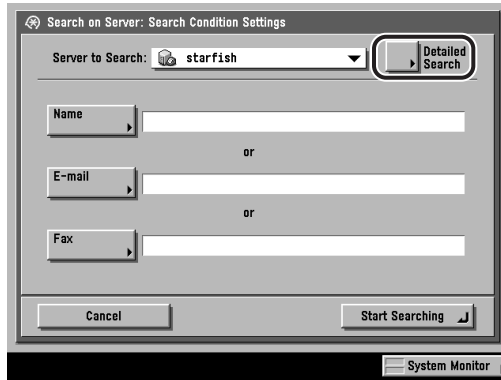 Search on Server: Search Condition Settings
Server to Search: starfish
Detailed
Search
Name
or
E-mail
or
Fax
Cancel
Start Searching
System Monitor